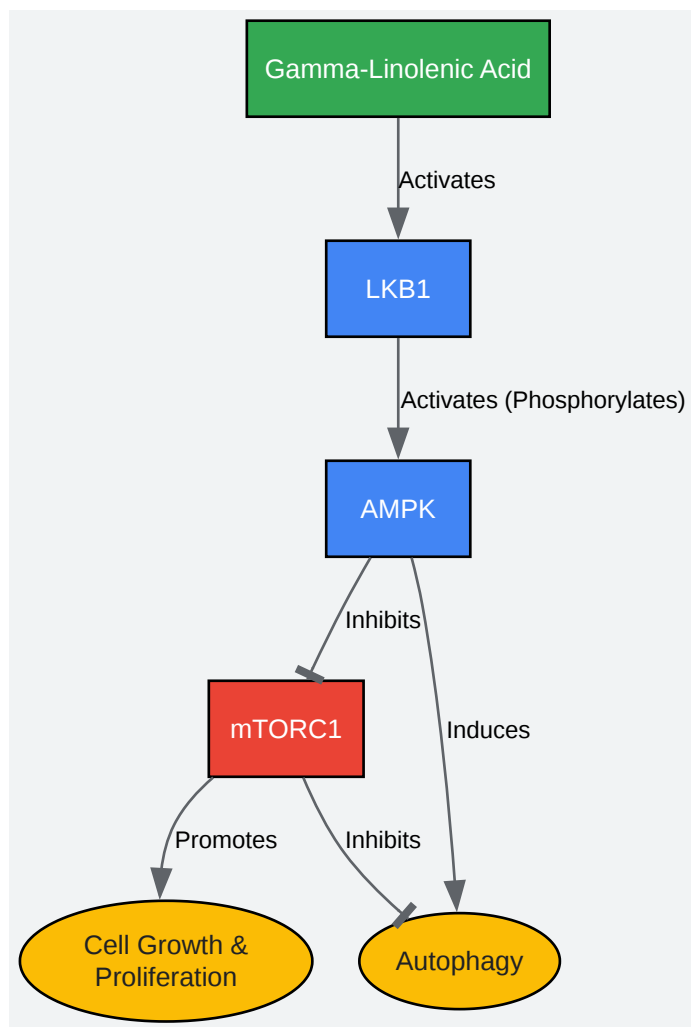 Gamma-Linolenic Acid
Activates
LKB1
Activates (Phosphorylates)
AMPK
Inhibits
mTORC1
Induces
Promotes
Inhibits
Cell Growth &
Proliferation
Autophagy